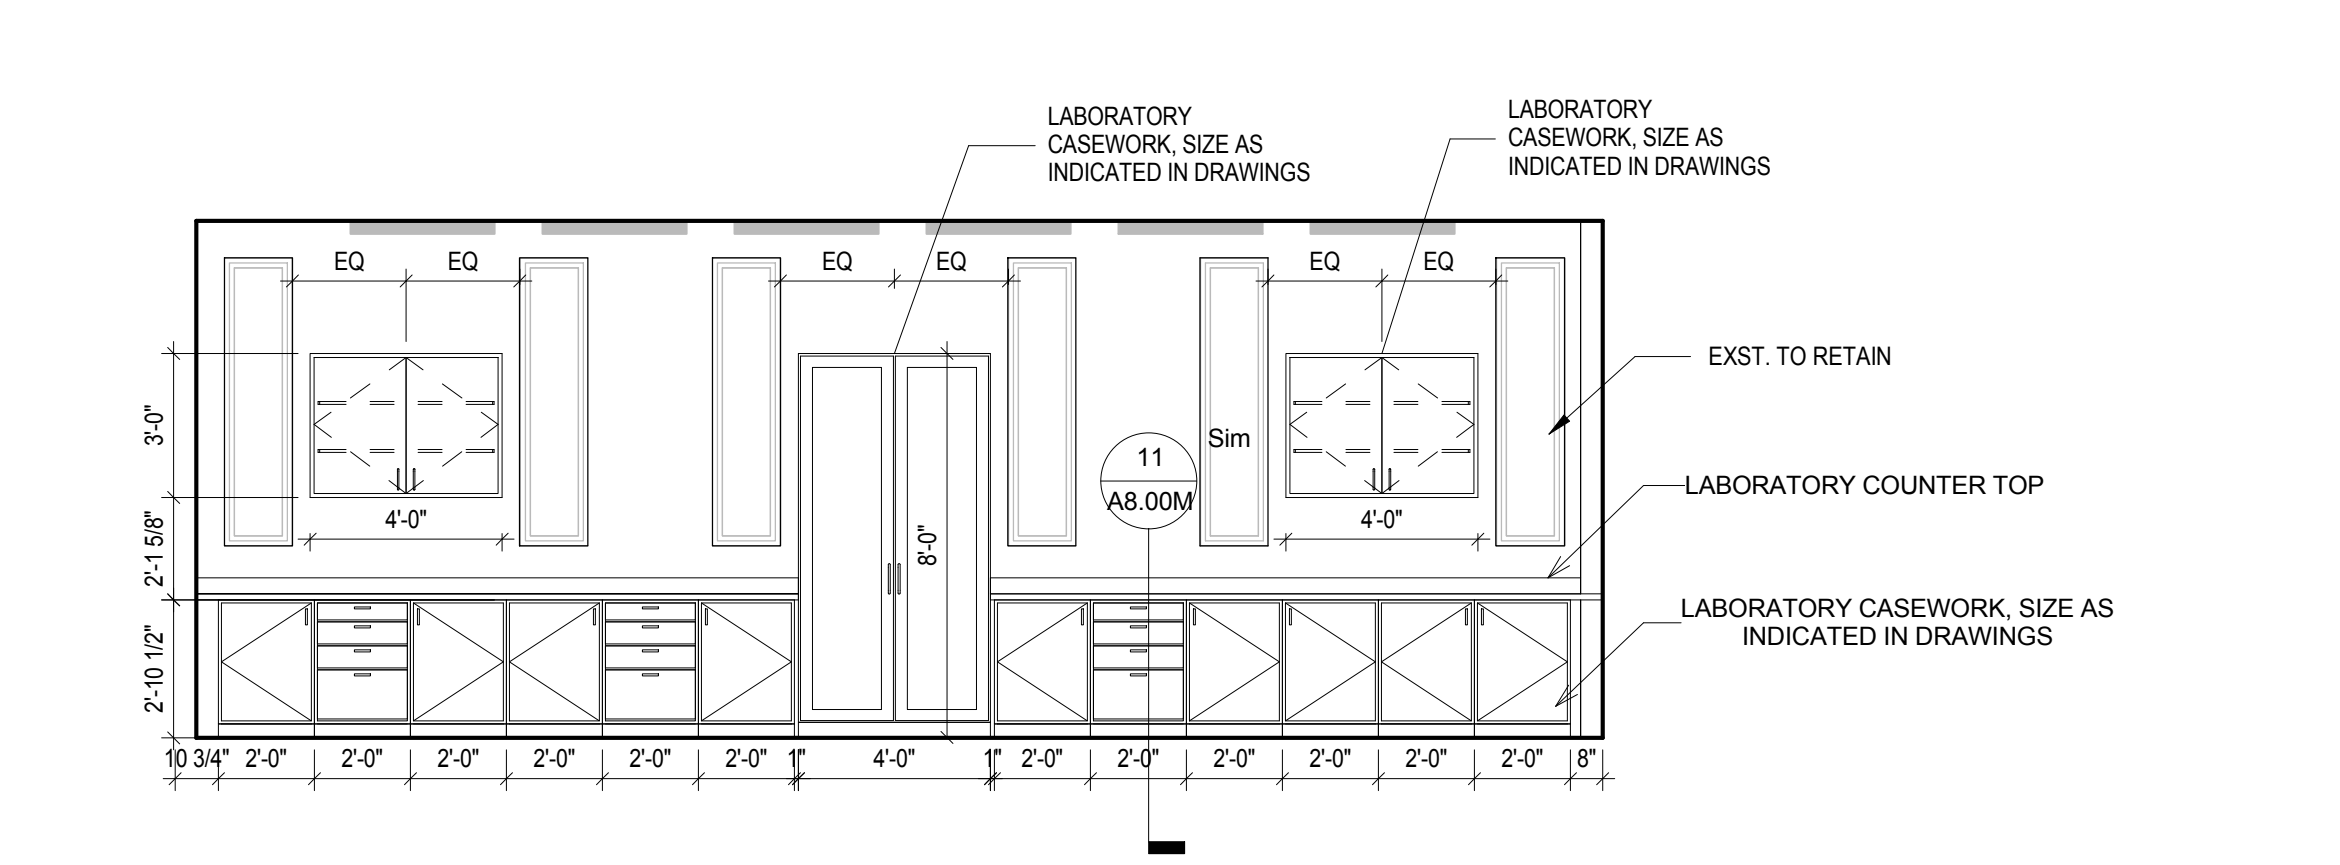 LABORATORY
CASEWORK, SIZE AS
INDICATED IN DRAWINGS
LABORATORY
CASEWORK, SIZE AS
INDICATED IN DRAWINGS
EQ EQ EQ EQ EQ EQ
EXST. TO RETAIN
3'-0"
Sim
11
A8.00M
LABORATORY COUNTER TOP
4'-0" 4'-0"
2'-1 5/8"
8'-0"
LABORATORY CASEWORK, SIZE AS
INDICATED IN DRAWINGS
2'-10 1/2"
10 3/4" 2'-0" 2'-0" 2'-0" 2'-0" 2'-0" 2'-0" 1" 4'-0" 1" 2'-0" 2'-0" 2'-0" 2'-0" 2'-0" 2'-0" 8"